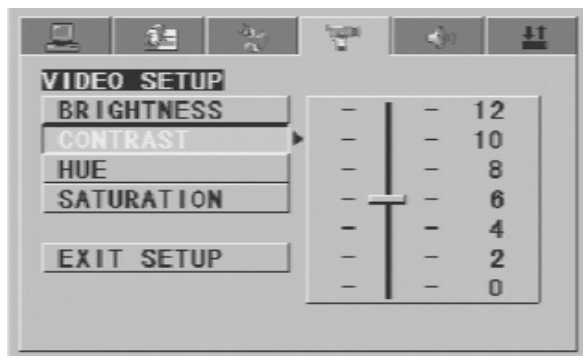 VIDEO SETUP
BRIGHTNESS
CONTRAST
HUE
SATURATION
EXIT SETUP
12
10
8
6
4
2
0